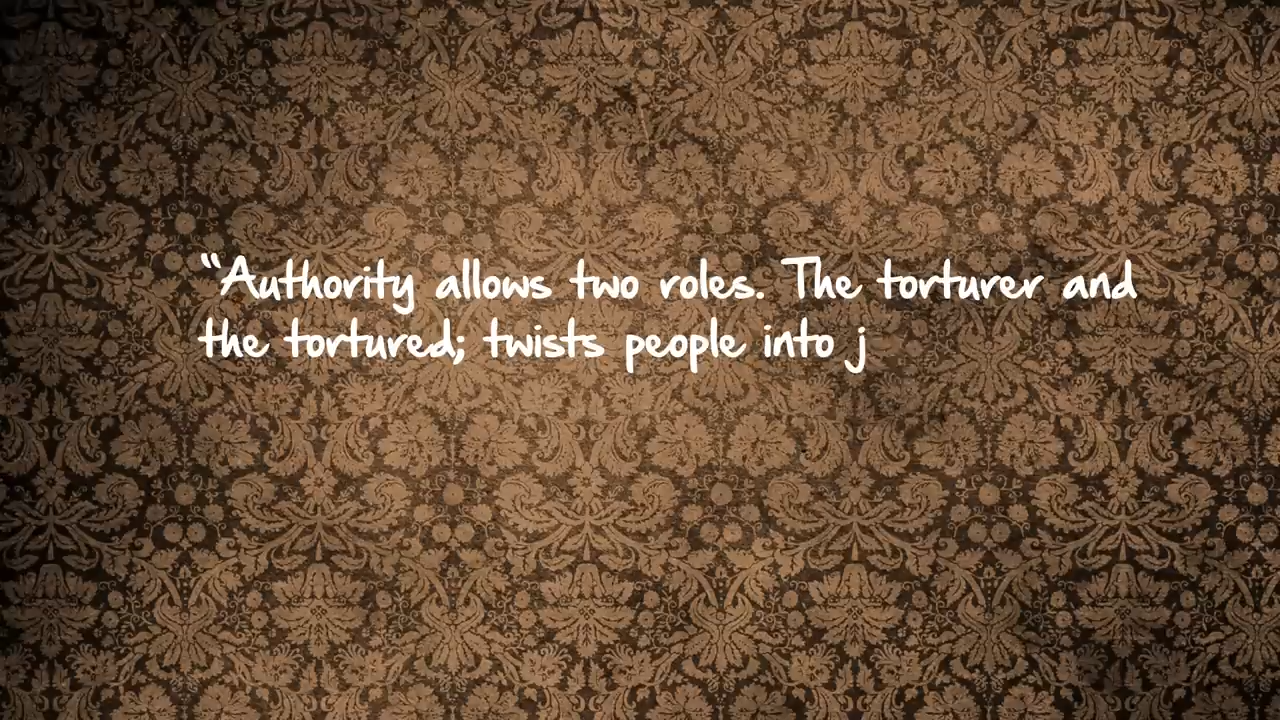 “Authority allows two roles. The torturer and
the tortured; twists people into j